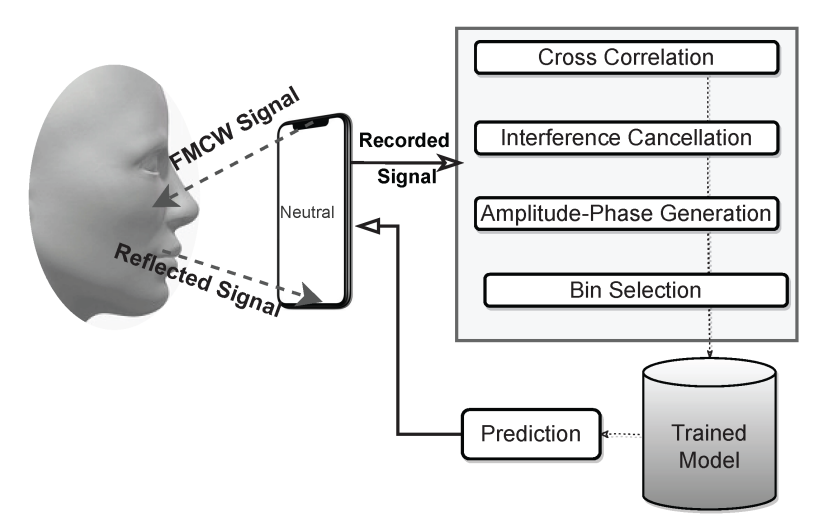 FMCW Signal
Reflected Signal
Neutral
Recorded
Signal
Cross Correlation
Interference Cancellation
Amplitude-Phase Generation
Bin Selection
Trained
Model
Prediction